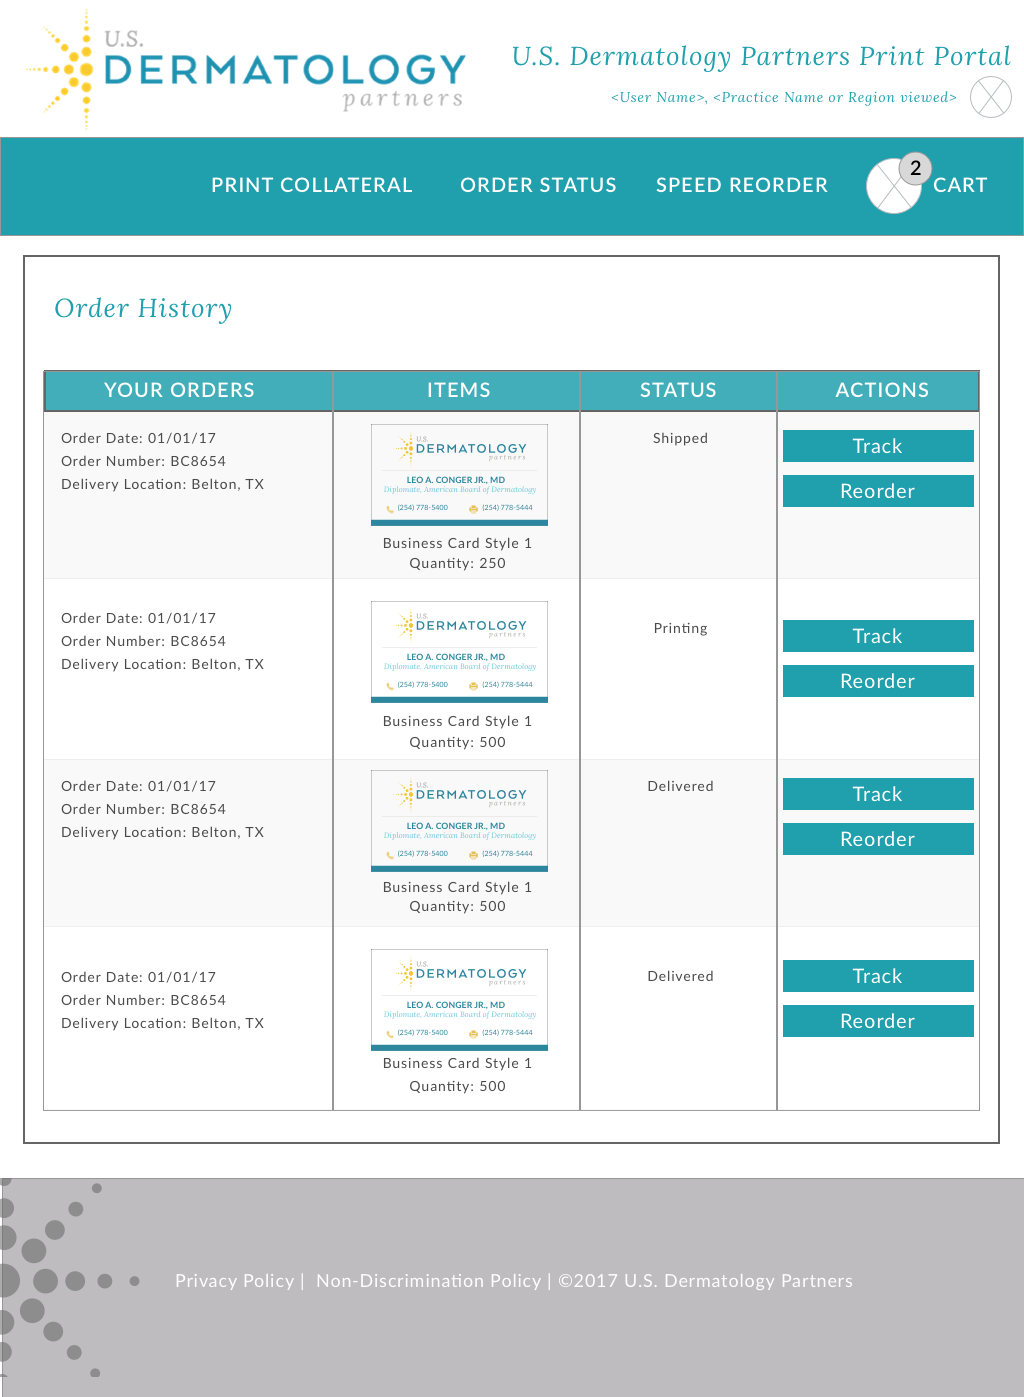 U.S.
DERMATOLOGY
partners
U.S. Dermatology Partners Print Portal
<User Name>, <Practice Name or Region viewed>
PRINT COLLATERAL ORDER STATUS SPEED REORDER 2 CART
Order History
YOUR ORDERS ITEMS STATUS ACTIONS
Order Date: 01/01/17
Order Number: BC8654
Delivery Location: Belton, TX
U.S.
DERMATOLOGY
partners
LEO A. CONGER JR., MD
Diplomate, American Board of Dermatology
(254) 778-5400 (254) 778-5444
Business Card Style 1
Quantity: 250
Shipped
Track
Reorder
Order Date: 01/01/17
Order Number: BC8654
Delivery Location: Belton, TX
U.S.
DERMATOLOGY
partners
LEO A. CONGER JR., MD
Diplomate, American Board of Dermatology
(254) 778-5400 (254) 778-5444
Business Card Style 1
Quantity: 500
Printing
Track
Reorder
Order Date: 01/01/17
Order Number: BC8654
Delivery Location: Belton, TX
U.S.
DERMATOLOGY
partners
LEO A. CONGER JR., MD
Diplomate, American Board of Dermatology
(254) 778-5400 (254) 778-5444
Business Card Style 1
Quantity: 500
Delivered
Track
Reorder
Order Date: 01/01/17
Order Number: BC8654
Delivery Location: Belton, TX
U.S.
DERMATOLOGY
partners
LEO A. CONGER JR., MD
Diplomate, American Board of Dermatology
(254) 778-5400 (254) 778-5444
Business Card Style 1
Quantity: 500
Delivered
Track
Reorder
Privacy Policy | Non-Discrimination Policy | ©2017 U.S. Dermatology Partners